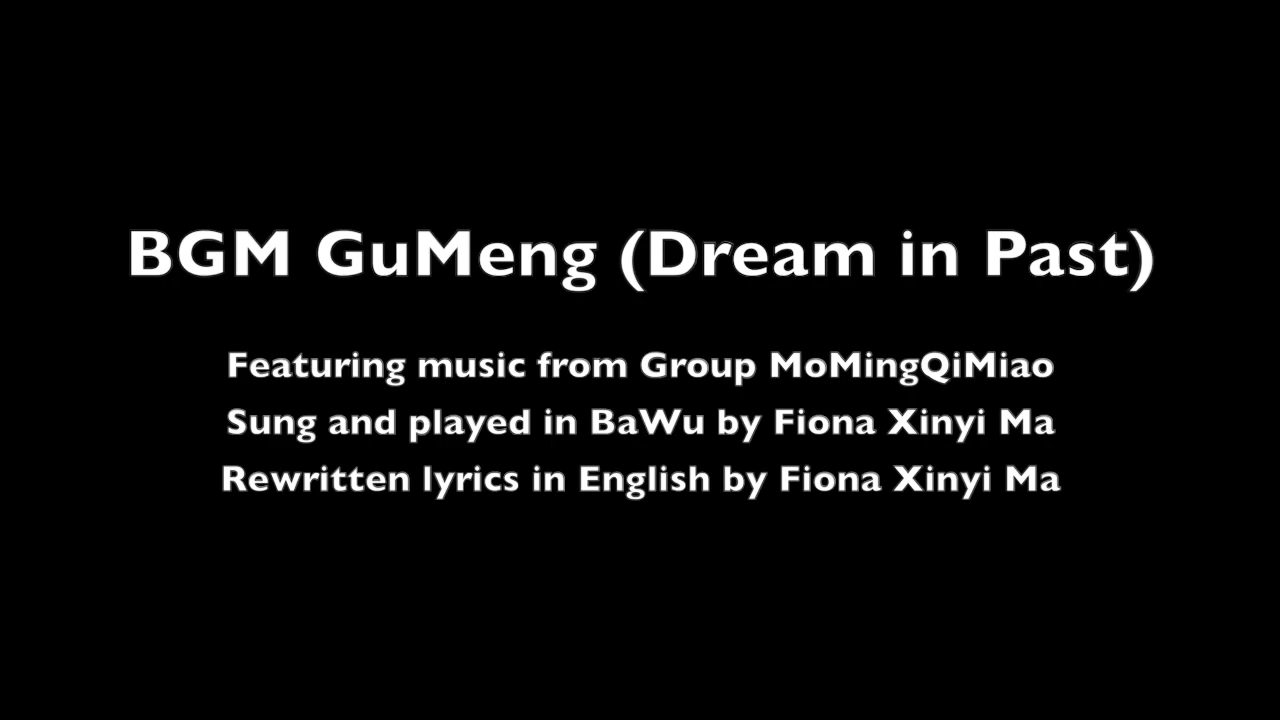 BGM GuMeng (Dream in Past)
Featuring music from Group MoMingQiMiao
Sung and played in BaWu by Fiona Xinyi Ma
Rewritten lyrics in English by Fiona Xinyi Ma